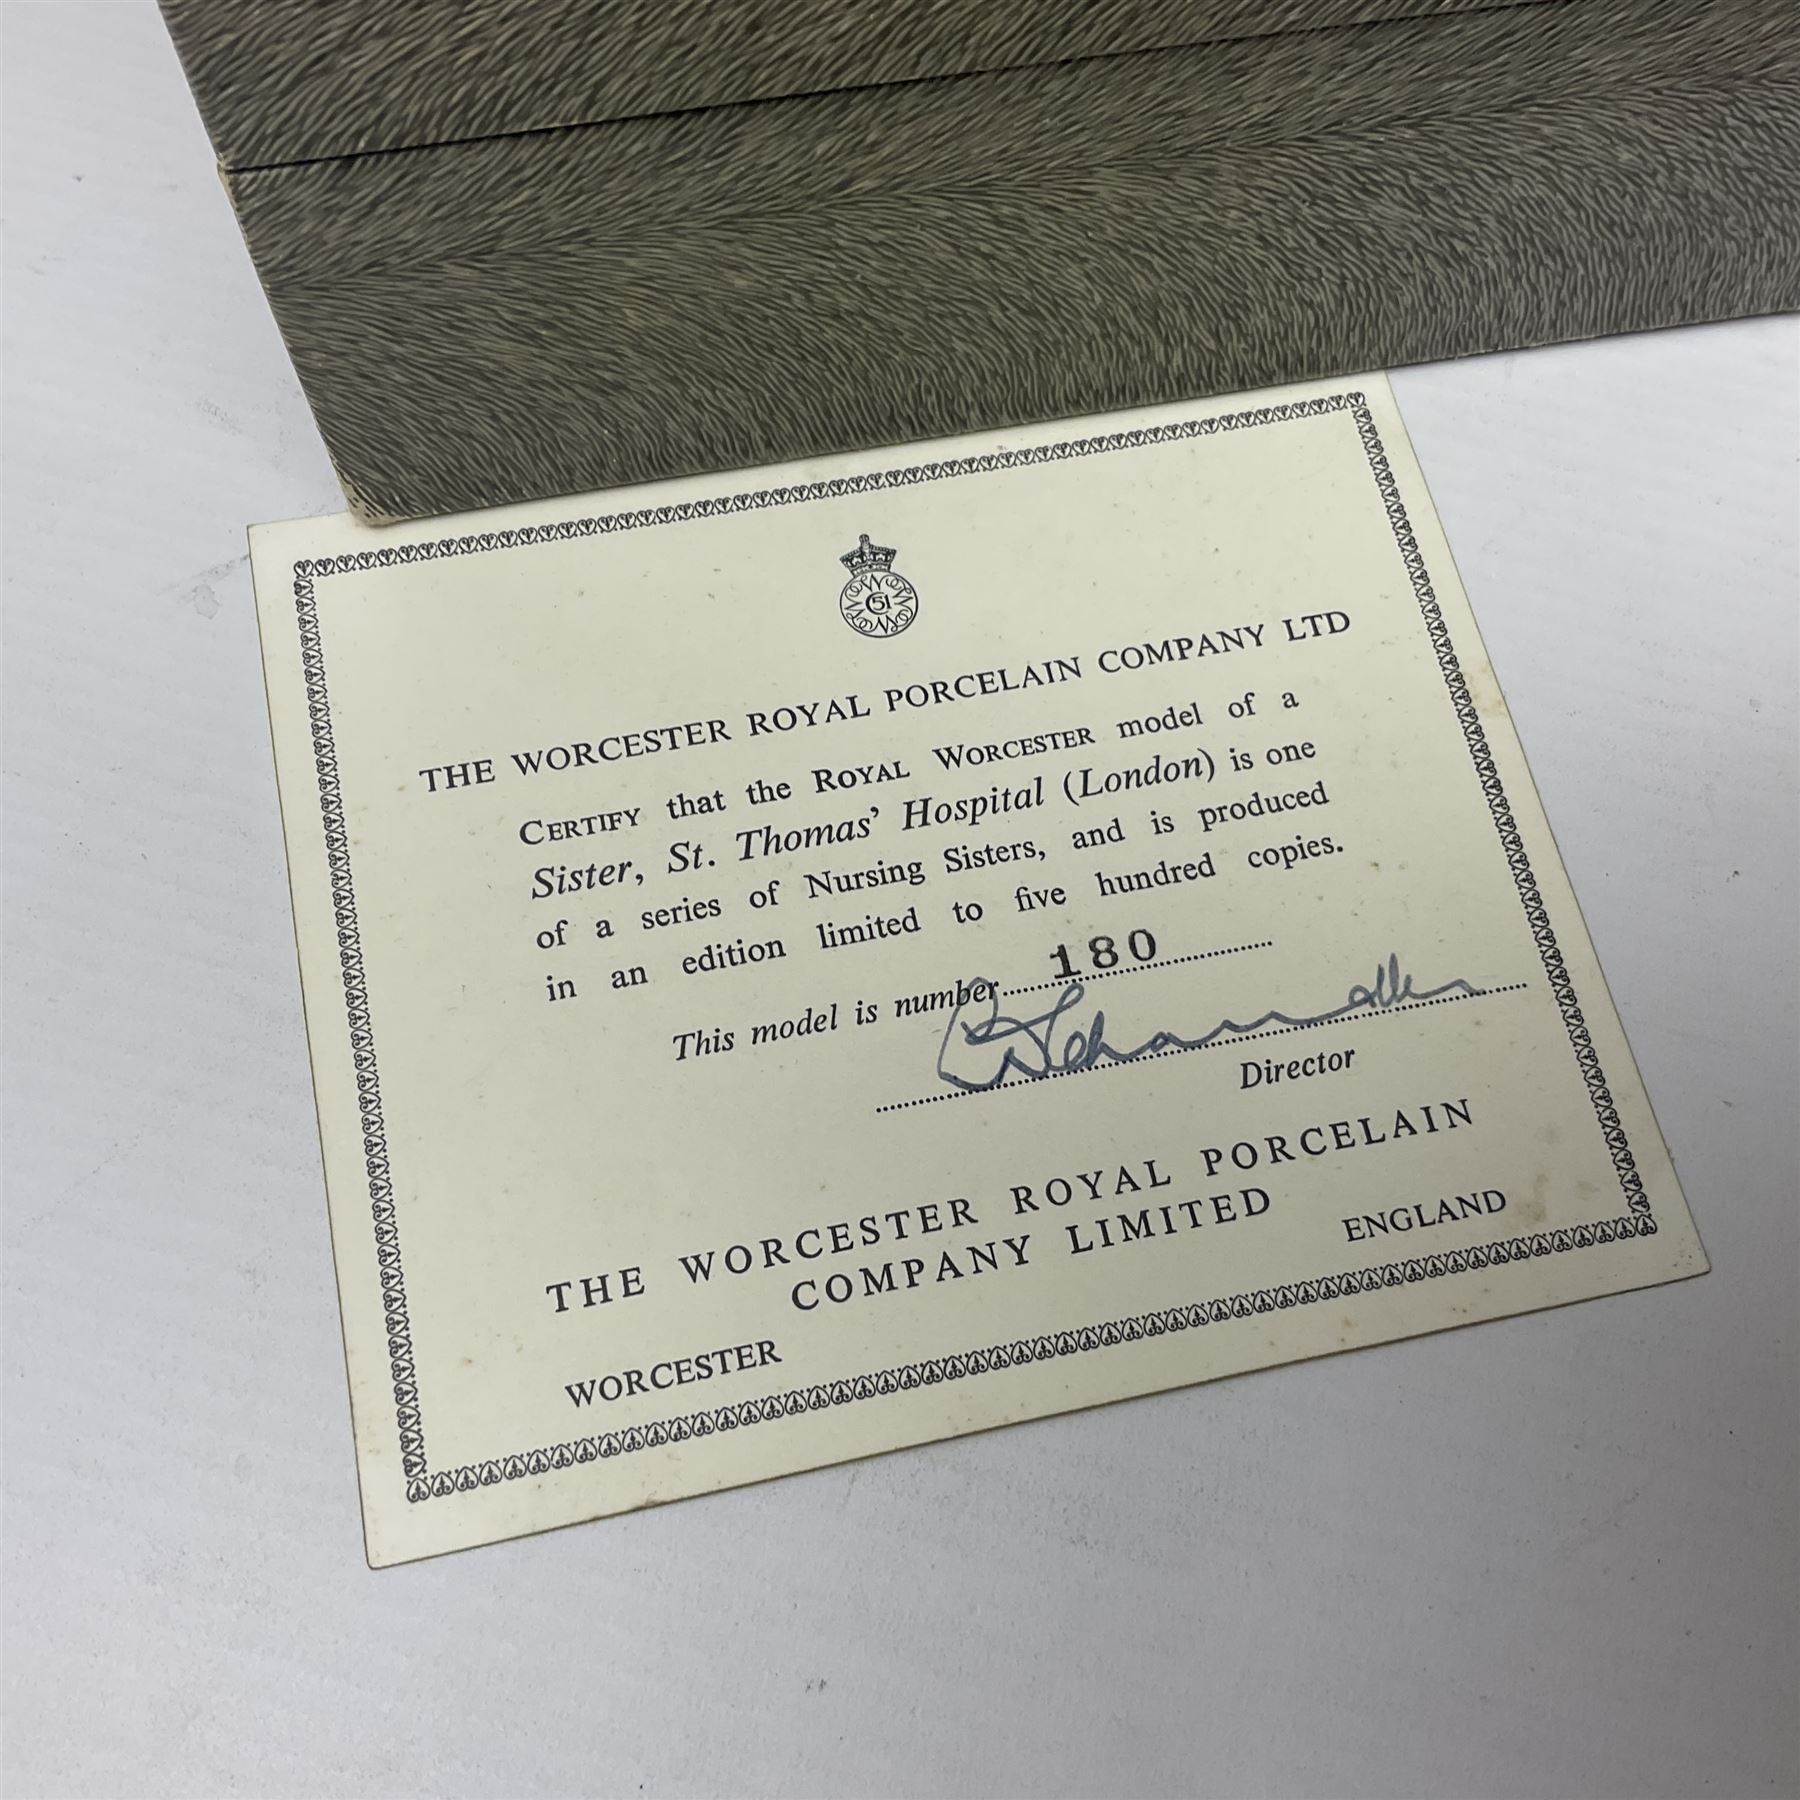 51
THE WORCESTER ROYAL PORCELAIN COMPANY LTD
CERTIFY that the ROYAL WORCESTER model of a
Sister, St. Thomas' Hospital (London) is one
of a series of Nursing Sisters, and is produced
in an edition limited to five hundred copies.
This model is number 180
Director
THE WORCESTER ROYAL PORCELAIN
COMPANY LIMITED
WORCESTER ENGLAND